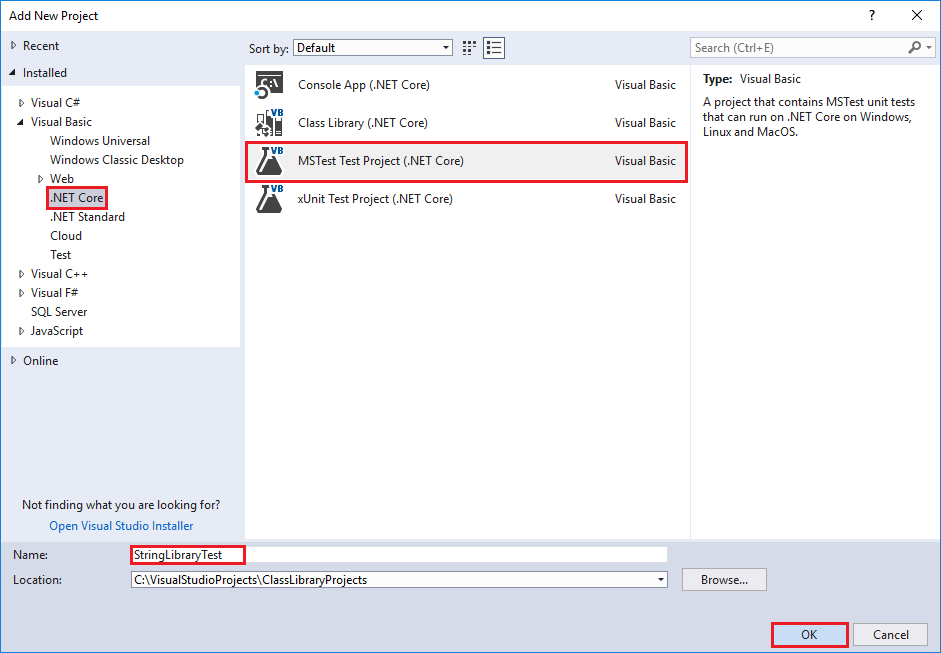 Add New Project
?
Recent
Installed
Visual C#
Visual Basic
Windows Universal
Windows Classic Desktop
Web
.NET Core
.NET Standard
Cloud
Test
Visual C++
Visual F#
SQL Server
JavaScript
Online
Not finding what you are looking for?
Open Visual Studio Installer
Sort by: Default
Console App (.NET Core) Visual Basic
VB
Class Library (.NET Core) Visual Basic
VB
MSTest Test Project (.NET Core) Visual Basic
VB
xUnit Test Project (.NET Core) Visual Basic
Search (Ctrl+E)
Type: Visual Basic
A project that contains MSTest unit tests
that can run on .NET Core on Windows,
Linux and MacOS.
Name: StringLibraryTest
Location: C:\VisualStudioProjects\ClassLibraryProjects Browse...
OK Cancel